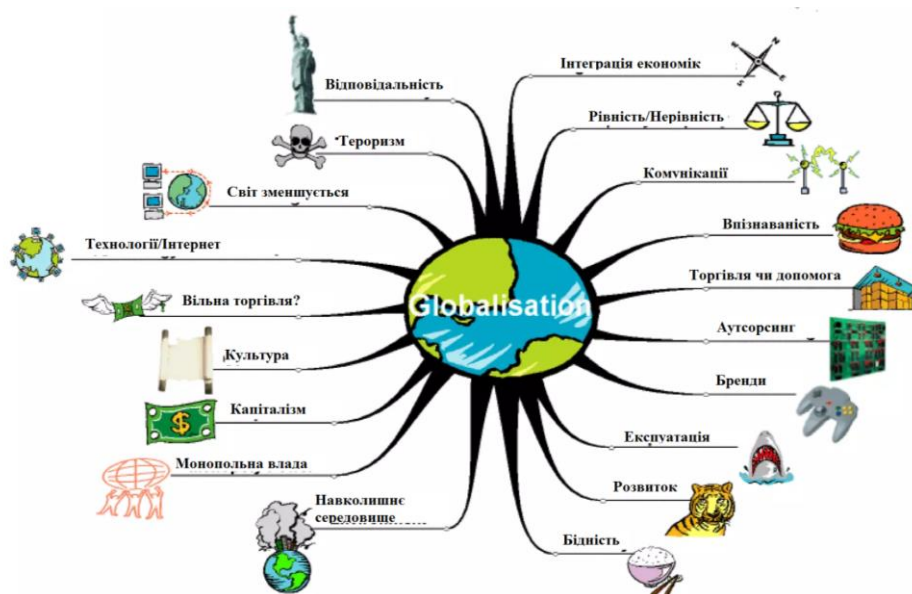 Відповідальність
Тероризм
Світ зменшується
Технології/Інтернет
Вільна торгівля?
Культура
Капіталізм
Монопольна влада
Навколишнє
середовище
Globalisation
Інтеграція економік
Рівність/Нерівність
Комунікації
Впізнаваність
Торгівля чи допомога
Аутсорсинг
Бренди
Експуатація
Розвиток
Бідність